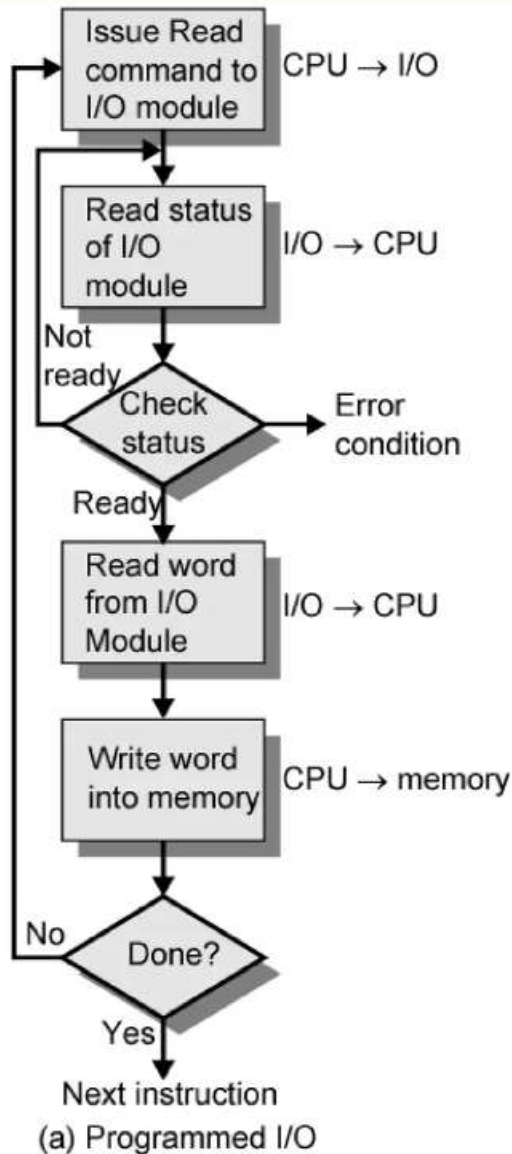 Issue Read
command to
I/O module
CPU → I/O
Read status
of I/O
module
I/O → CPU
Not
ready
Check
status
Error
condition
Ready
Read word
from I/O
Module
I/O → CPU
Write word
into memory
CPU → memory
No
Done?
Yes
Next instruction
(a) Programmed I/O